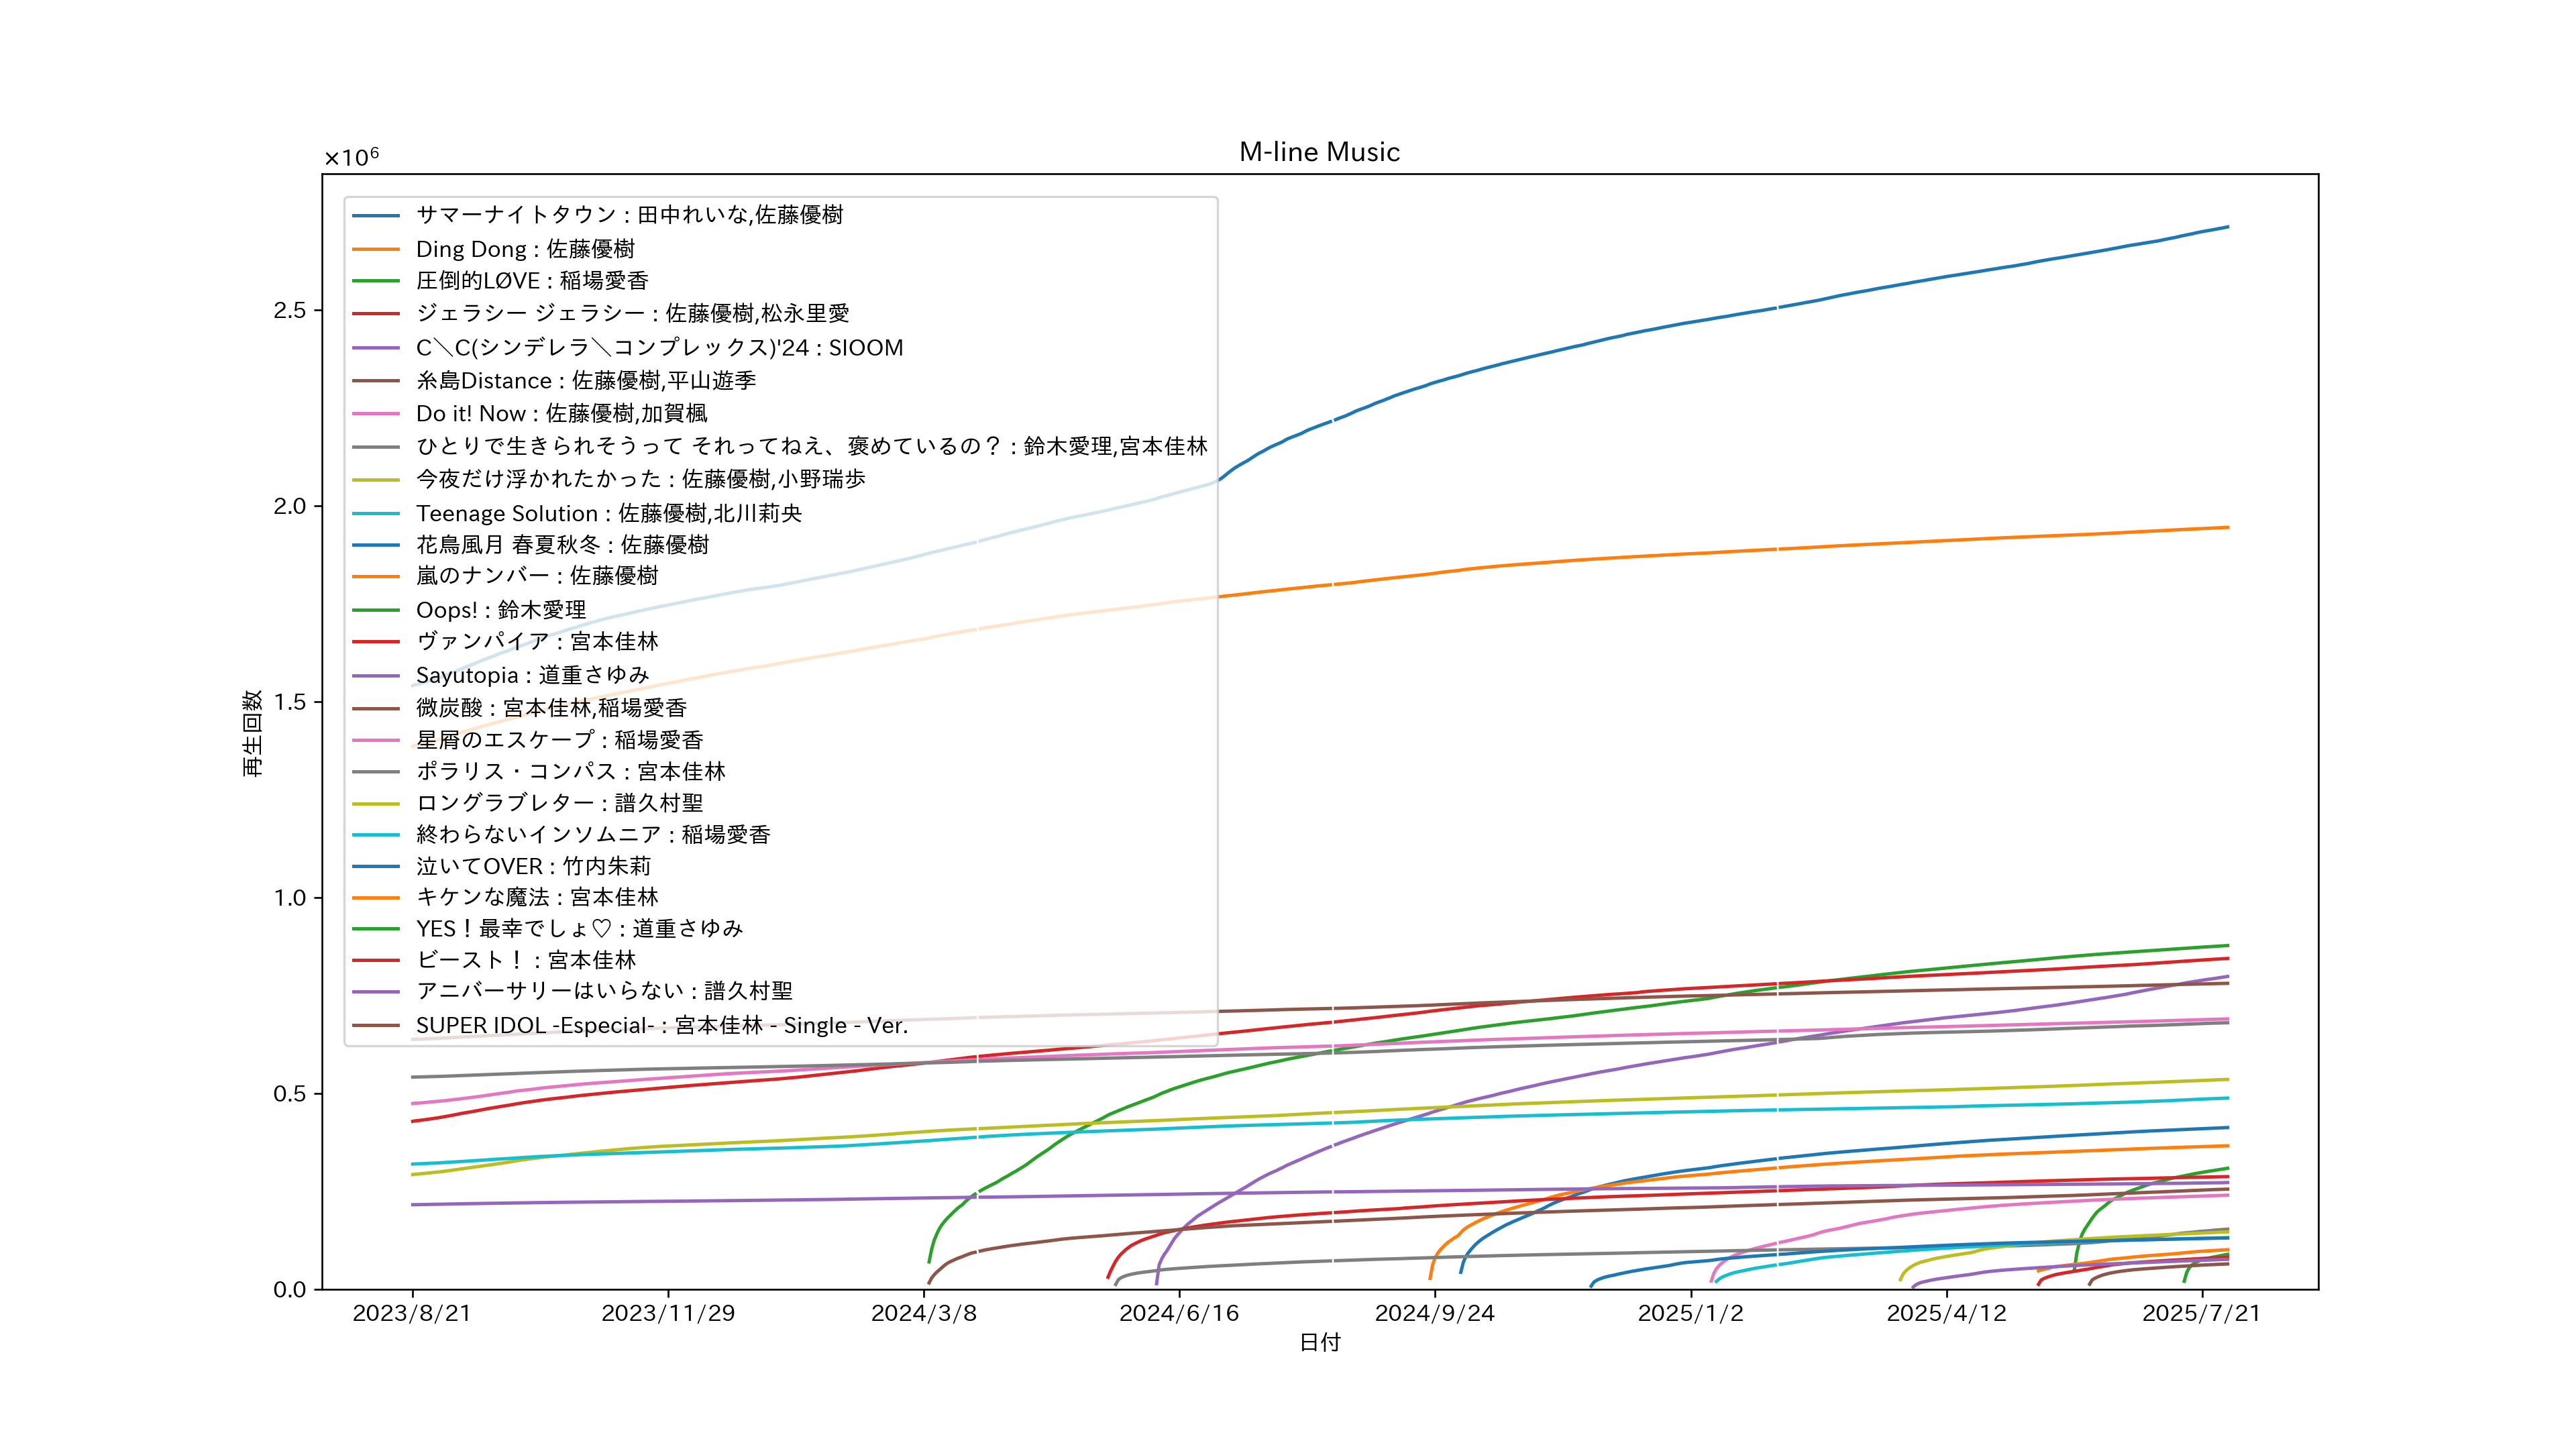 M-line Music
×10⁶
サマーナイトタウン : 田中れいな,佐藤優樹
Ding Dong : 佐藤優樹
圧倒的LØVE : 稲場愛香
ジェラシー ジェラシー : 佐藤優樹,松永里愛
C＼C(シンデレラ＼コンプレックス)'24 : SIOOM
糸島Distance : 佐藤優樹,平山遊季
Do it! Now : 佐藤優樹,加賀楓
ひとりで生きられそうって それってねえ、褒めているの？ : 鈴木愛理,宮本佳林
今夜だけ浮かれたかった : 佐藤優樹,小野瑞歩
Teenage Solution : 佐藤優樹,北川莉央
花鳥風月 春夏秋冬 : 佐藤優樹
嵐のナンバー : 佐藤優樹
Oops! : 鈴木愛理
ヴァンパイア : 宮本佳林
Sayutopia : 道重さゆみ
微炭酸 : 宮本佳林,稲場愛香
星屑のエスケープ : 稲場愛香
ポラリス・コンパス : 宮本佳林
ロングラブレター : 譜久村聖
終わらないインソムニア : 稲場愛香
泣いてOVER : 竹内朱莉
キケンな魔法 : 宮本佳林
YES！最幸でしょ♡ : 道重さゆみ
ビースト！ : 宮本佳林
アニバーサリーはいらない : 譜久村聖
SUPER IDOL -Especial- : 宮本佳林 - Single - Ver.
2.5
2.0
1.5
1.0
0.5
0.0
再生回数
2023/8/21
2023/11/29
2024/3/8
2024/6/16
2024/9/24
2025/1/2
2025/4/12
2025/7/21
日付